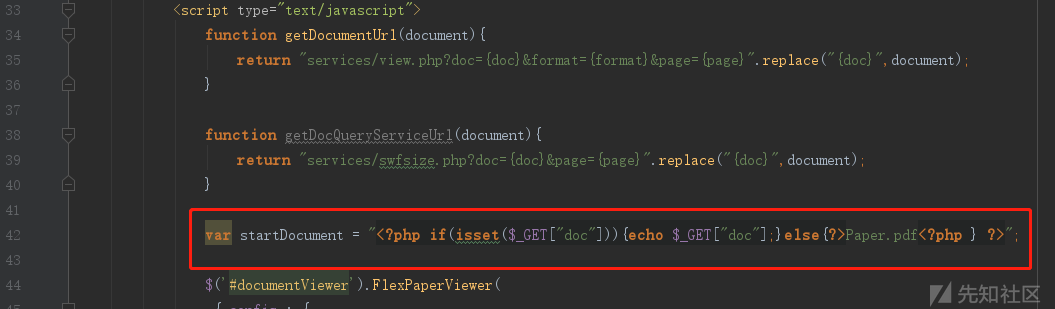 33 <script type="text/javascript">
34 function getDocumentUrl(document){
35 return "services/view.php?doc={doc}&format={format}&page={page}".replace("{doc}",document);
36 }
37
38 function getDocQueryServiceUrl(document){
39 return "services/swfsize.php?doc={doc}&page={page}".replace("{doc}",document);
40 }
41
42 var startDocument = "<?php if(isset($_GET["doc"])){echo $_GET["doc"];}else{?>Paper.pdf<?php } ?>";
43
44 $('#documentViewer').FlexPaperViewer(
先知社区